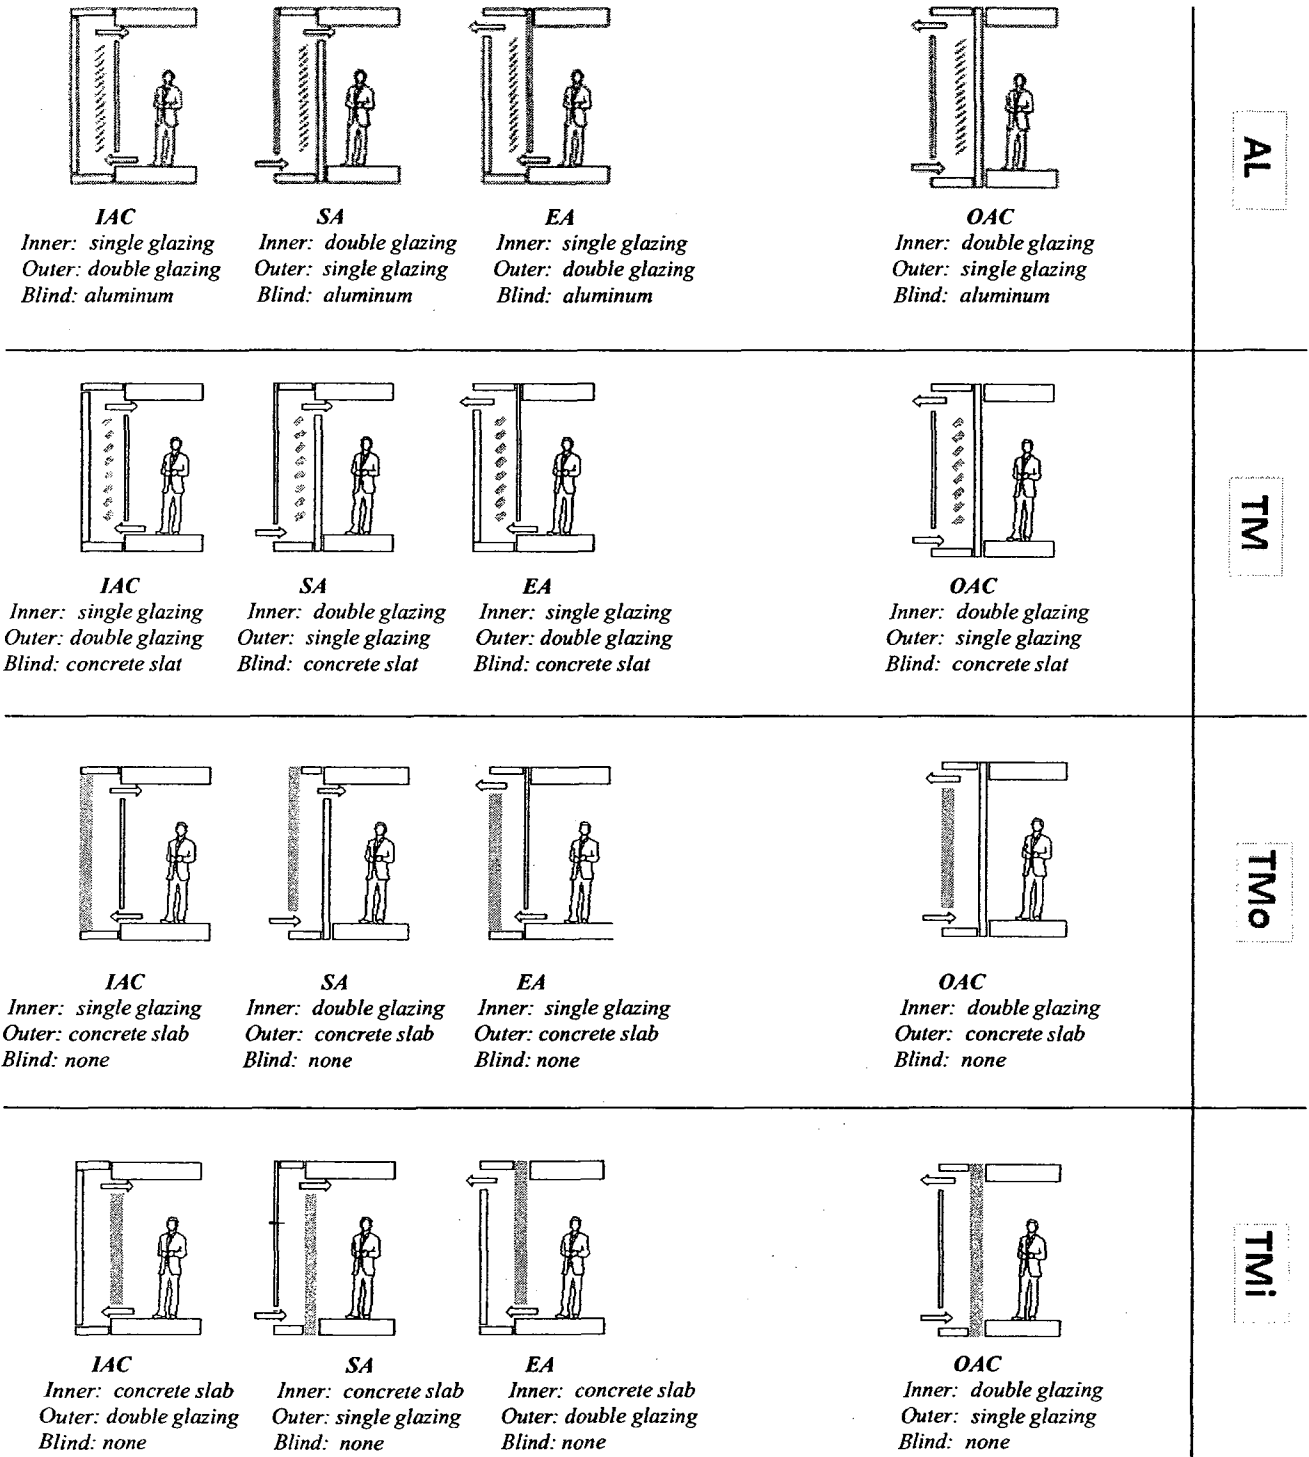 IAC
Inner: single glazing
Outer: double glazing
Blind: aluminum
SA
Inner: double glazing
Outer: single glazing
Blind: aluminum
EA
Inner: single glazing
Outer: double glazing
Blind: aluminum
OAC
Inner: double glazing
Outer: single glazing
Blind: aluminum
AL
IAC
Inner: single glazing
Outer: double glazing
Blind: concrete slat
SA
Inner: double glazing
Outer: single glazing
Blind: concrete slat
EA
Inner: single glazing
Outer: double glazing
Blind: concrete slat
OAC
Inner: double glazing
Outer: single glazing
Blind: concrete slat
TM
IAC
Inner: single glazing
Outer: concrete slab
Blind: none
SA
Inner: double glazing
Outer: concrete slab
Blind: none
EA
Inner: single glazing
Outer: concrete slab
Blind: none
OAC
Inner: double glazing
Outer: concrete slab
Blind: none
TMo
IAC
Inner: concrete slab
Outer: double glazing
Blind: none
SA
Inner: concrete slab
Outer: single glazing
Blind: none
EA
Inner: concrete slab
Outer: double glazing
Blind: none
OAC
Inner: double glazing
Outer: single glazing
Blind: none
TMi